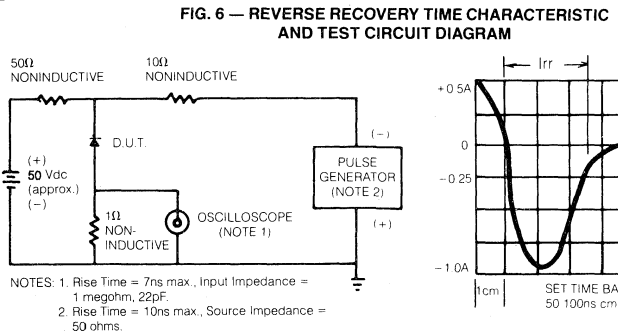 FIG. 6 — REVERSE RECOVERY TIME CHARACTERISTIC
AND TEST CIRCUIT DIAGRAM
50Ω
NONINDUCTIVE
10Ω
NONINDUCTIVE
D.U.T.
(+)
50 Vdc
(approx.)
(−)
1Ω
NON-
INDUCTIVE
OSCILLOSCOPE
(NOTE 1)
(−)
PULSE
GENERATOR
(NOTE 2)
(+)
Irr
+0.5A
0
−0.25
−1.0A
1cm
SET TIME BA
50 100ns cm
NOTES: 1. Rise Time = 7ns max., Input Impedance =
1 megohm, 22pF.
2. Rise Time = 10ns max., Source Impedance =
50 ohms.